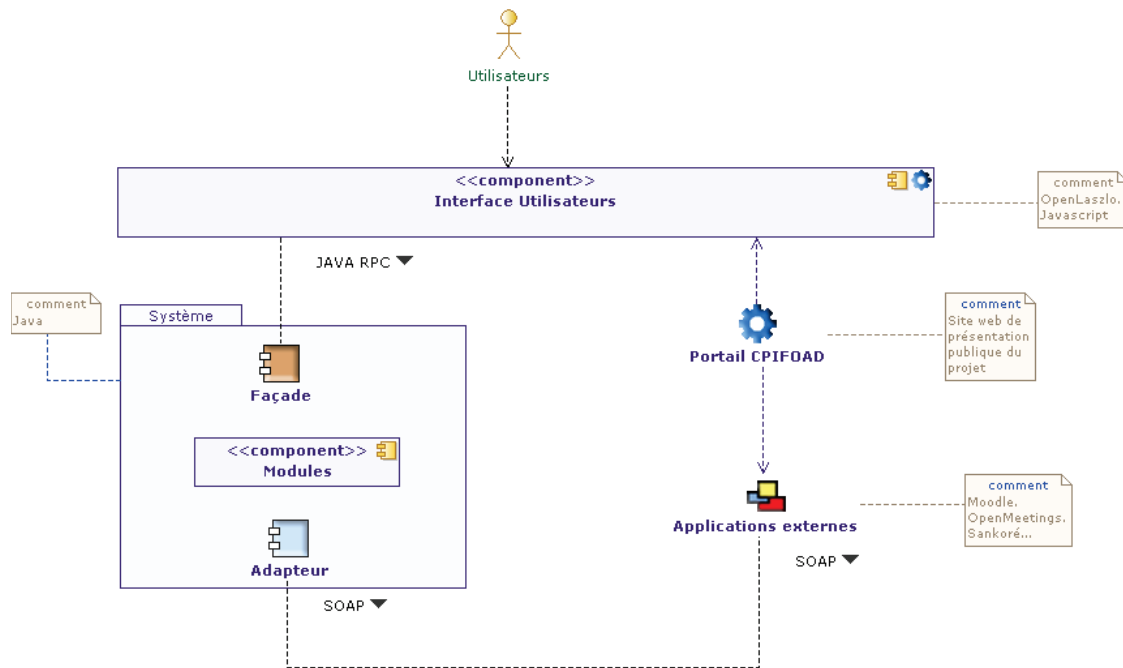 Utilisateurs
<<component>>
Interface Utilisateurs
comment
OpenLaszlo.
Javascript
JAVA RPC
comment
Java
Système
Façade
<<component>>
Modules
Adapteur
SOAP
Portail CPIFOAD
comment
Site web de
présentation
publique du
projet
Applications externes
comment
Moodle.
OpenMeetings.
Sankoré...
SOAP